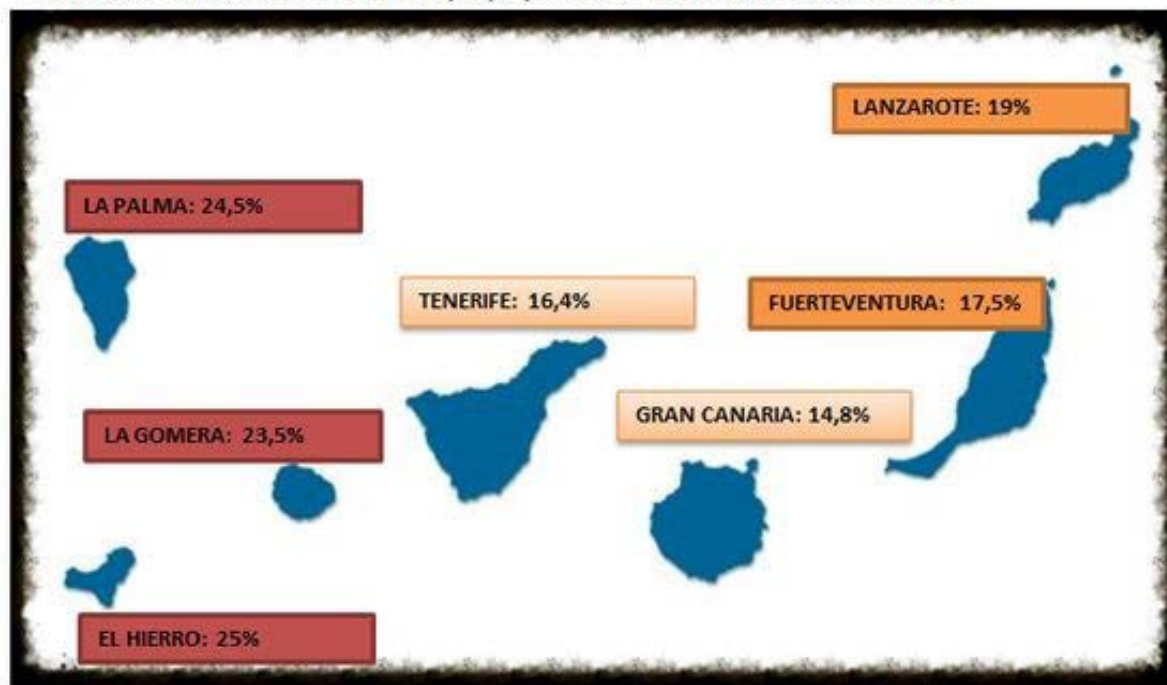 LANZAROTE: 19%
LA PALMA: 24,5%
TENERIFE: 16,4%
FUERTEVENTURA: 17,5%
GRAN CANARIA: 14,8%
LA GOMERA: 23,5%
EL HIERRO: 25%